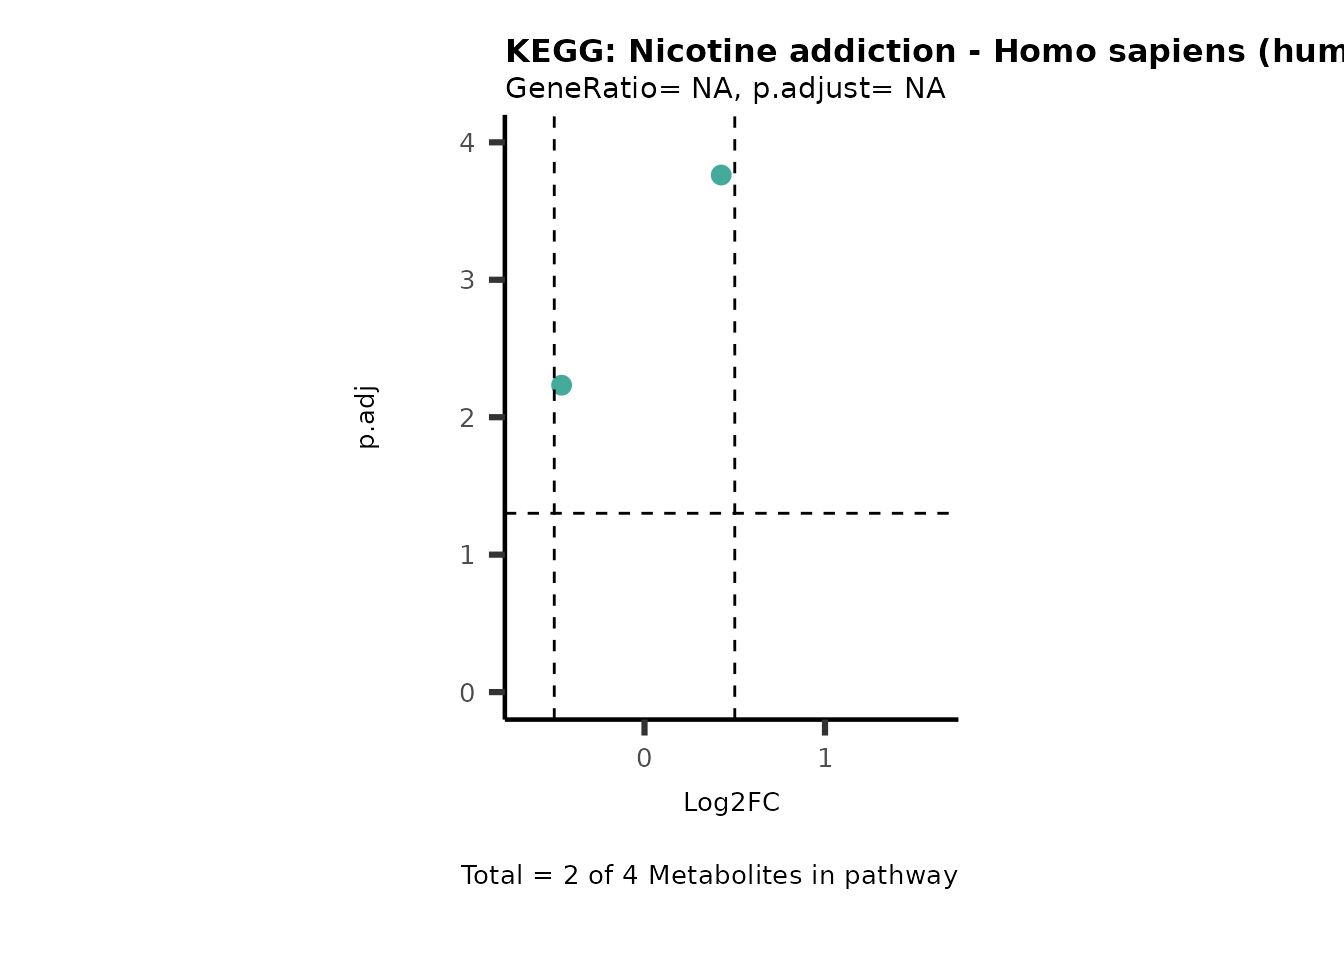 KEGG: Nicotine addiction - Homo sapiens (hum
GeneRatio= NA, p.adjust= NA
4
3
2
1
0
p.adj
0 1
Log2FC
Total = 2 of 4 Metabolites in pathway